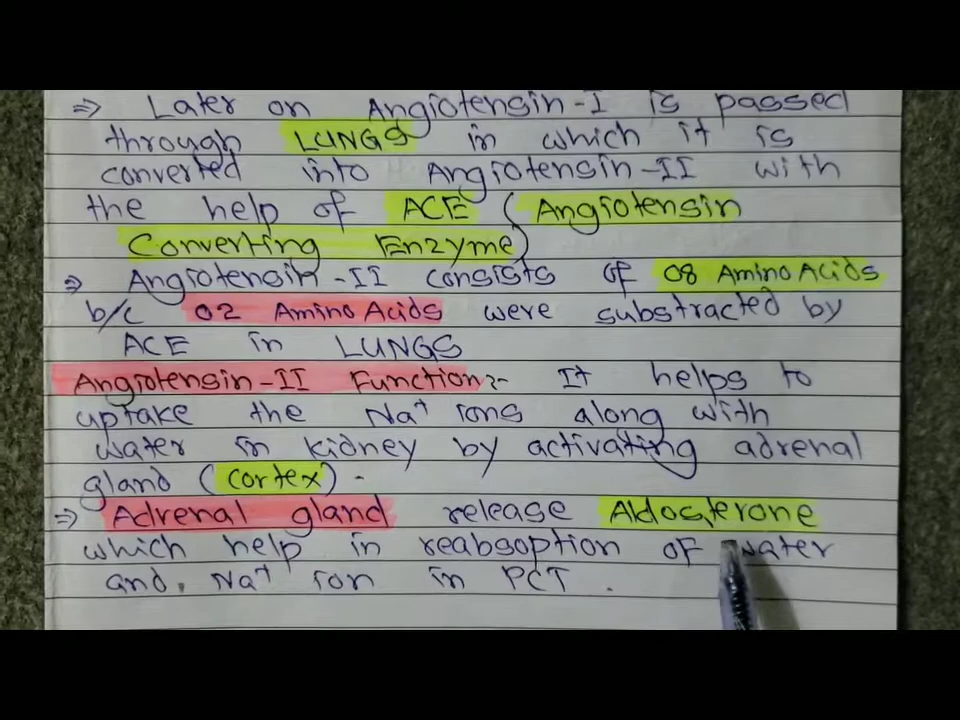 ⇒ Later on Angiotensin-I is passed
through LUNGS in which it is
converted into Angiotensin-II with
the help of ACE (Angiotensin
Converting Enzyme)
⇒ Angiotensin-II consists of 08 Amino Acids
b/c 02 Amino Acids were substracted by
ACE in LUNGS
Angiotensin-II Function:- It helps to
uptake the Na+ ions along with
water in kidney by activating adrenal
gland (cortex).
⇒ Adrenal gland release Aldosterone
which help in reabsoption of water
and Na+ ion in PCT.